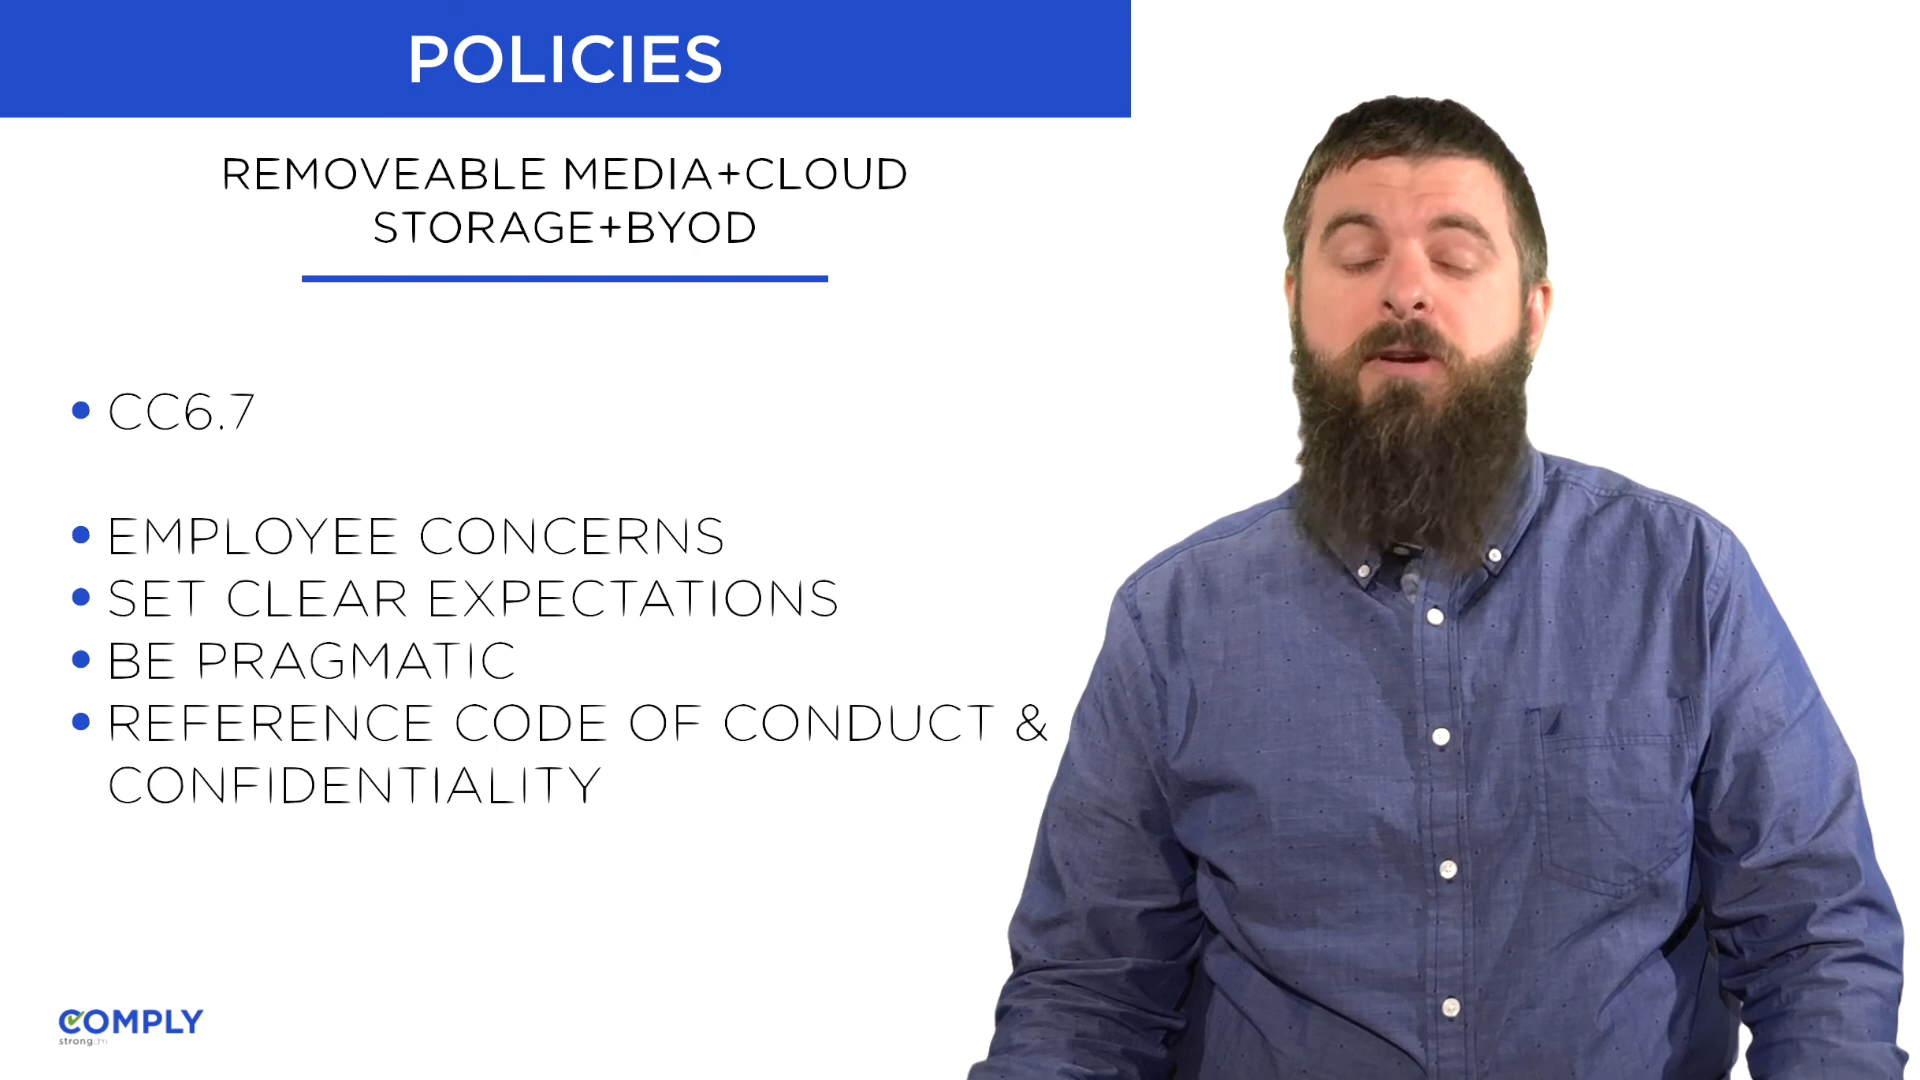 POLICIES
REMOVEABLE MEDIA+CLOUD
STORAGE+BYOD
CC6.7
EMPLOYEE CONCERNS
SET CLEAR EXPECTATIONS
BE PRAGMATIC
REFERENCE CODE OF CONDUCT &
CONFIDENTIALITY
COMPLY
strongdm